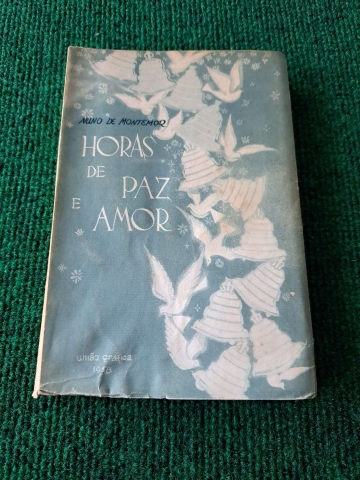 NUNO DE MONTEMOR
HORAS
DE
PAZ
E
AMOR
união gráfica